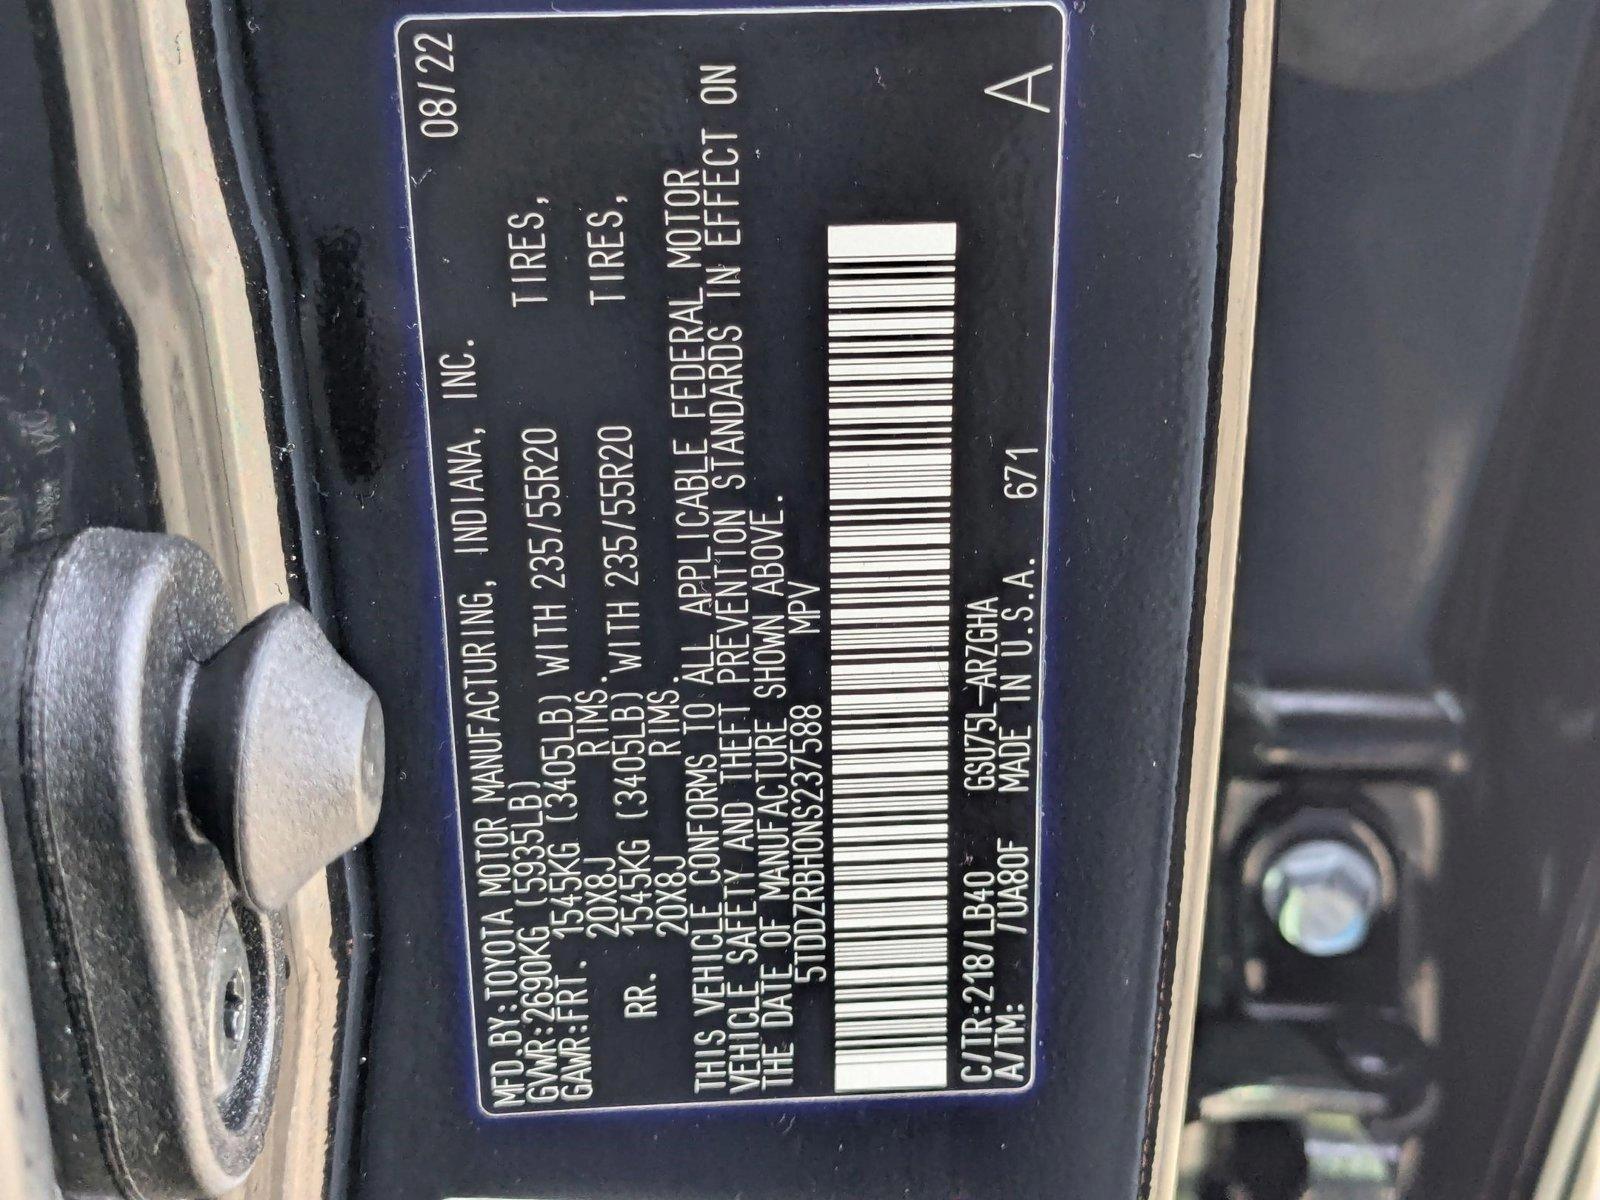 MFD.BY:TOYOTA MOTOR MANUFACTURING, INDIANA, INC. 08/22
GVWR:2690KG (5935LB)
GAWR:FRT. 1545KG (3405LB) WITH 235/55R20 TIRES,
20X8J RIMS.
RR. 1545KG (3405LB) WITH 235/55R20 TIRES,
20X8J RIMS.
THIS VEHICLE CONFORMS TO ALL APPLICABLE FEDERAL MOTOR
VEHICLE SAFETY AND THEFT PREVENTION STANDARDS IN EFFECT ON
THE DATE OF MANUFACTURE SHOWN ABOVE.
5TDDZRBH0NS237588 MPV
C/TR:218/LB40 GSU75L-ARZGHA
A/TM: /UA80F MADE IN U.S.A. 671 A